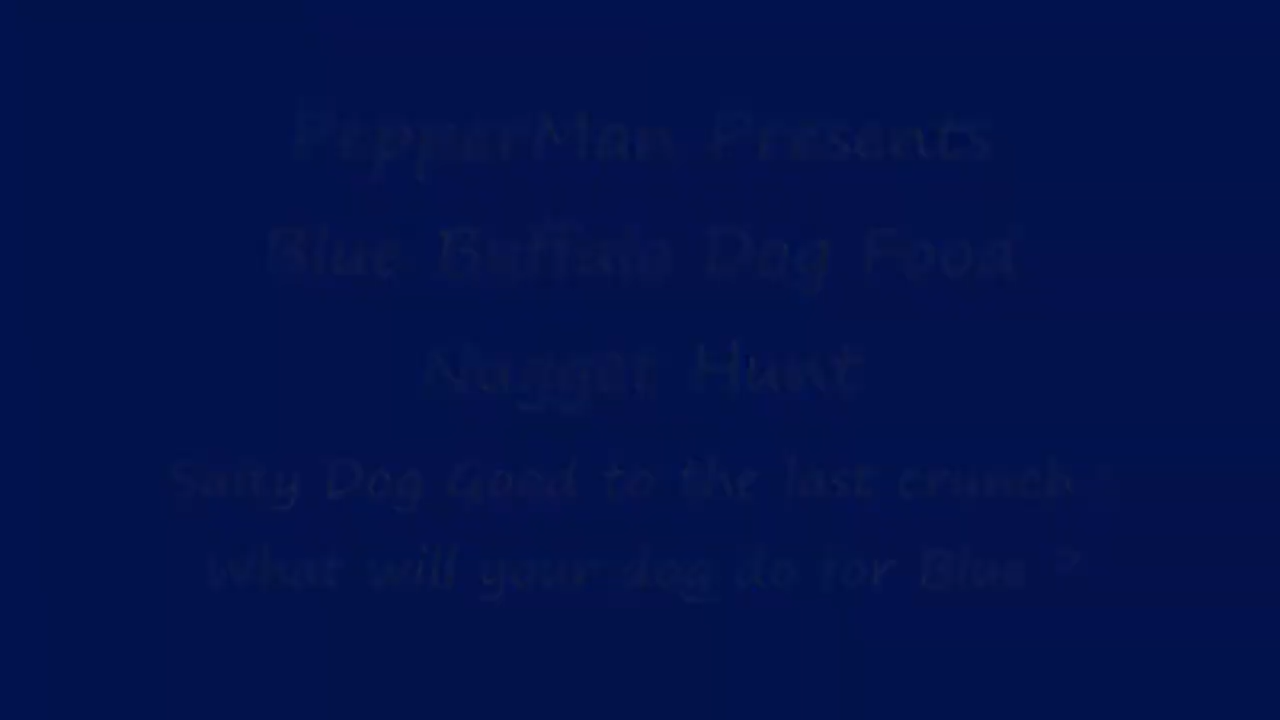 PepperMan Presents
Blue Buffalo Dog Food
Nugget Hunt
Salty Dog Good to the last crunch
What will your dog do for Blue ?